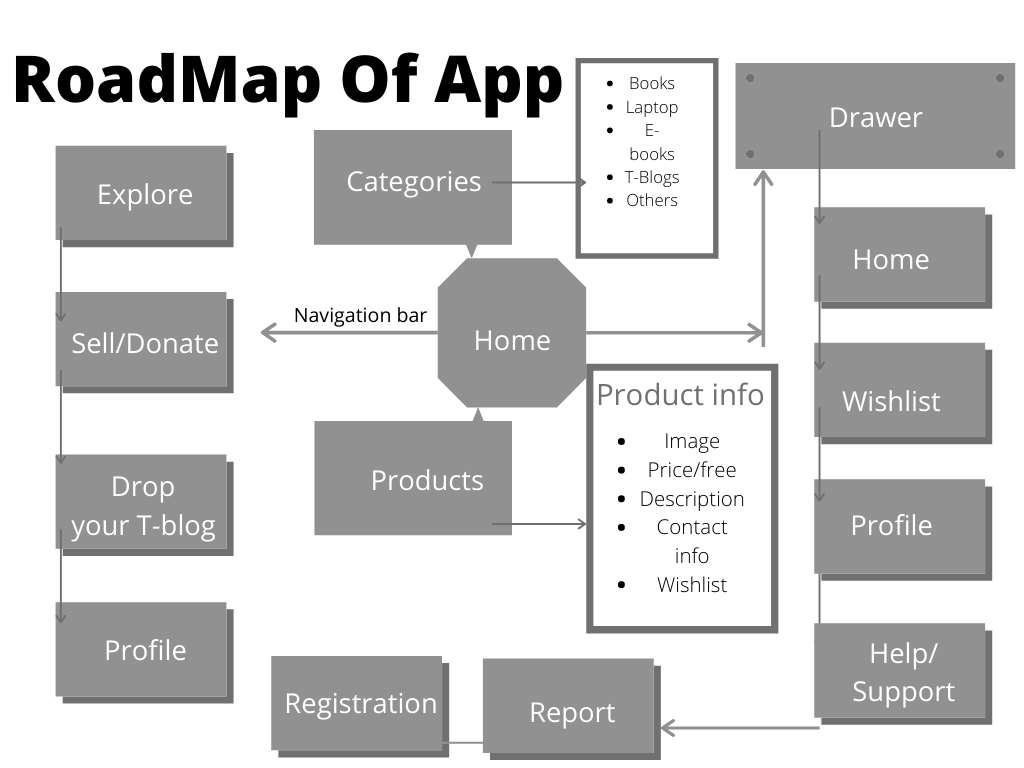 RoadMap Of App
Books
Laptop
E-
books
T-Blogs
Others
Drawer
Categories
Explore
Home
Navigation bar
Sell/Donate
Home
Product info
Image
Price/free
Description
Contact
info
Wishlist
Wishlist
Products
Drop
your T-blog
Profile
Profile
Help/
Support
Registration
Report